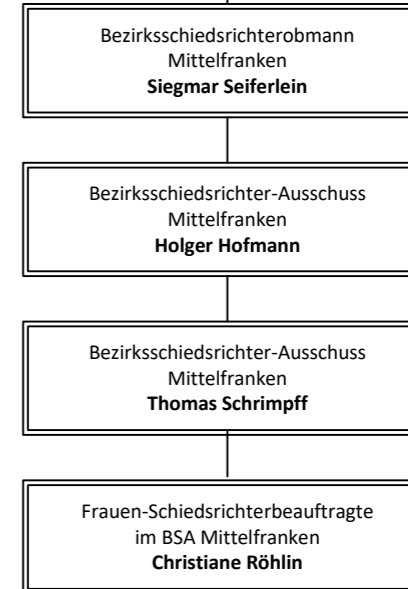 Bezirksschiedsrichterobmann
Mittelfranken
Siegmar Seiferlein
Bezirksschiedsrichter-Ausschuss
Mittelfranken
Holger Hofmann
Bezirksschiedsrichter-Ausschuss
Mittelfranken
Thomas Schrimpff
Frauen-Schiedsrichterbeauftragte
im BSA Mittelfranken
Christiane Röhlin